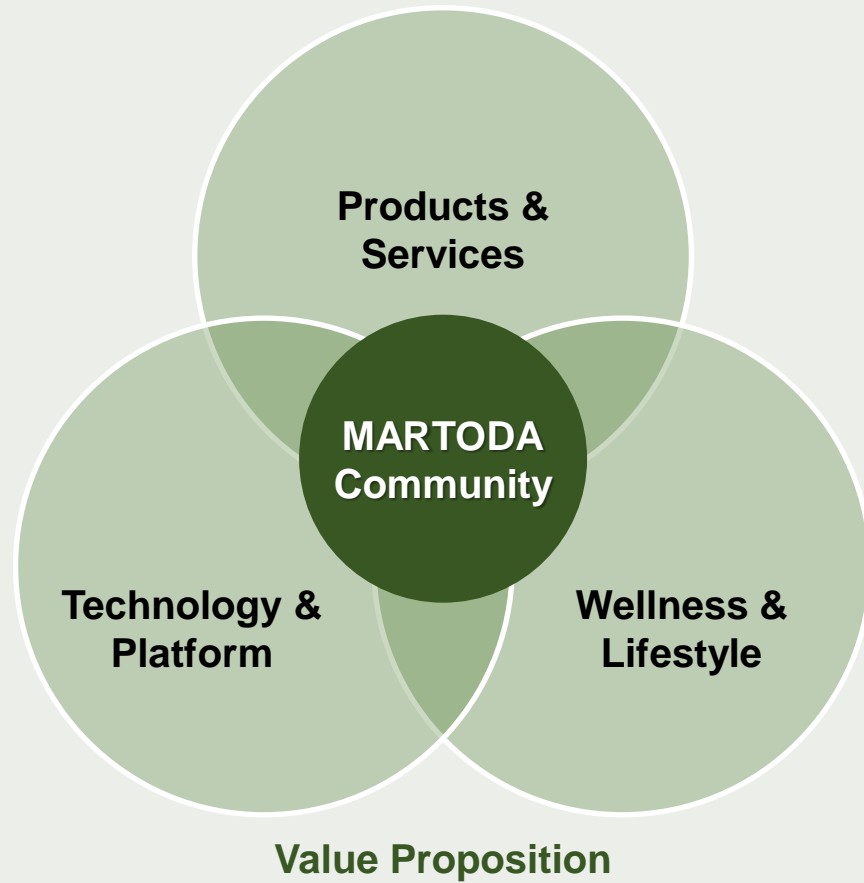 Products &
Services
MARTODA
Community
Technology &
Platform
Wellness &
Lifestyle
Value Proposition